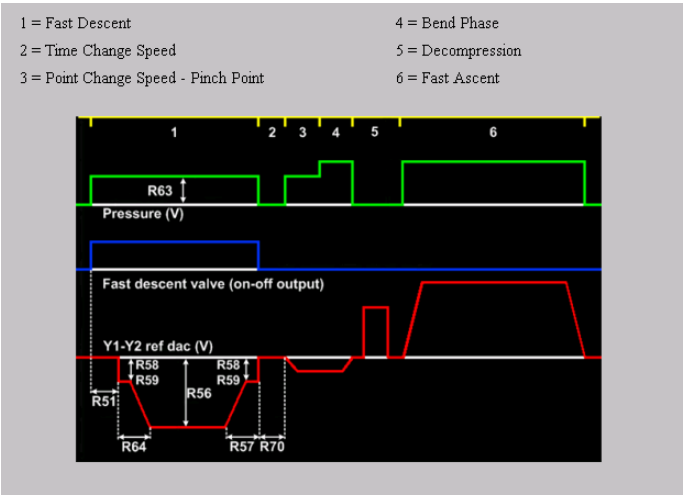 1 = Fast Descent
4 = Bend Phase
2 = Time Change Speed
5 = Decompression
3 = Point Change Speed - Pinch Point
6 = Fast Ascent
1 2 3 4 5 6
R63
Pressure (V)
Fast descent valve (on-off output)
Y1-Y2 ref dac (V)
R58 R58
R59 R59
R56
R51
R64 R57 R70